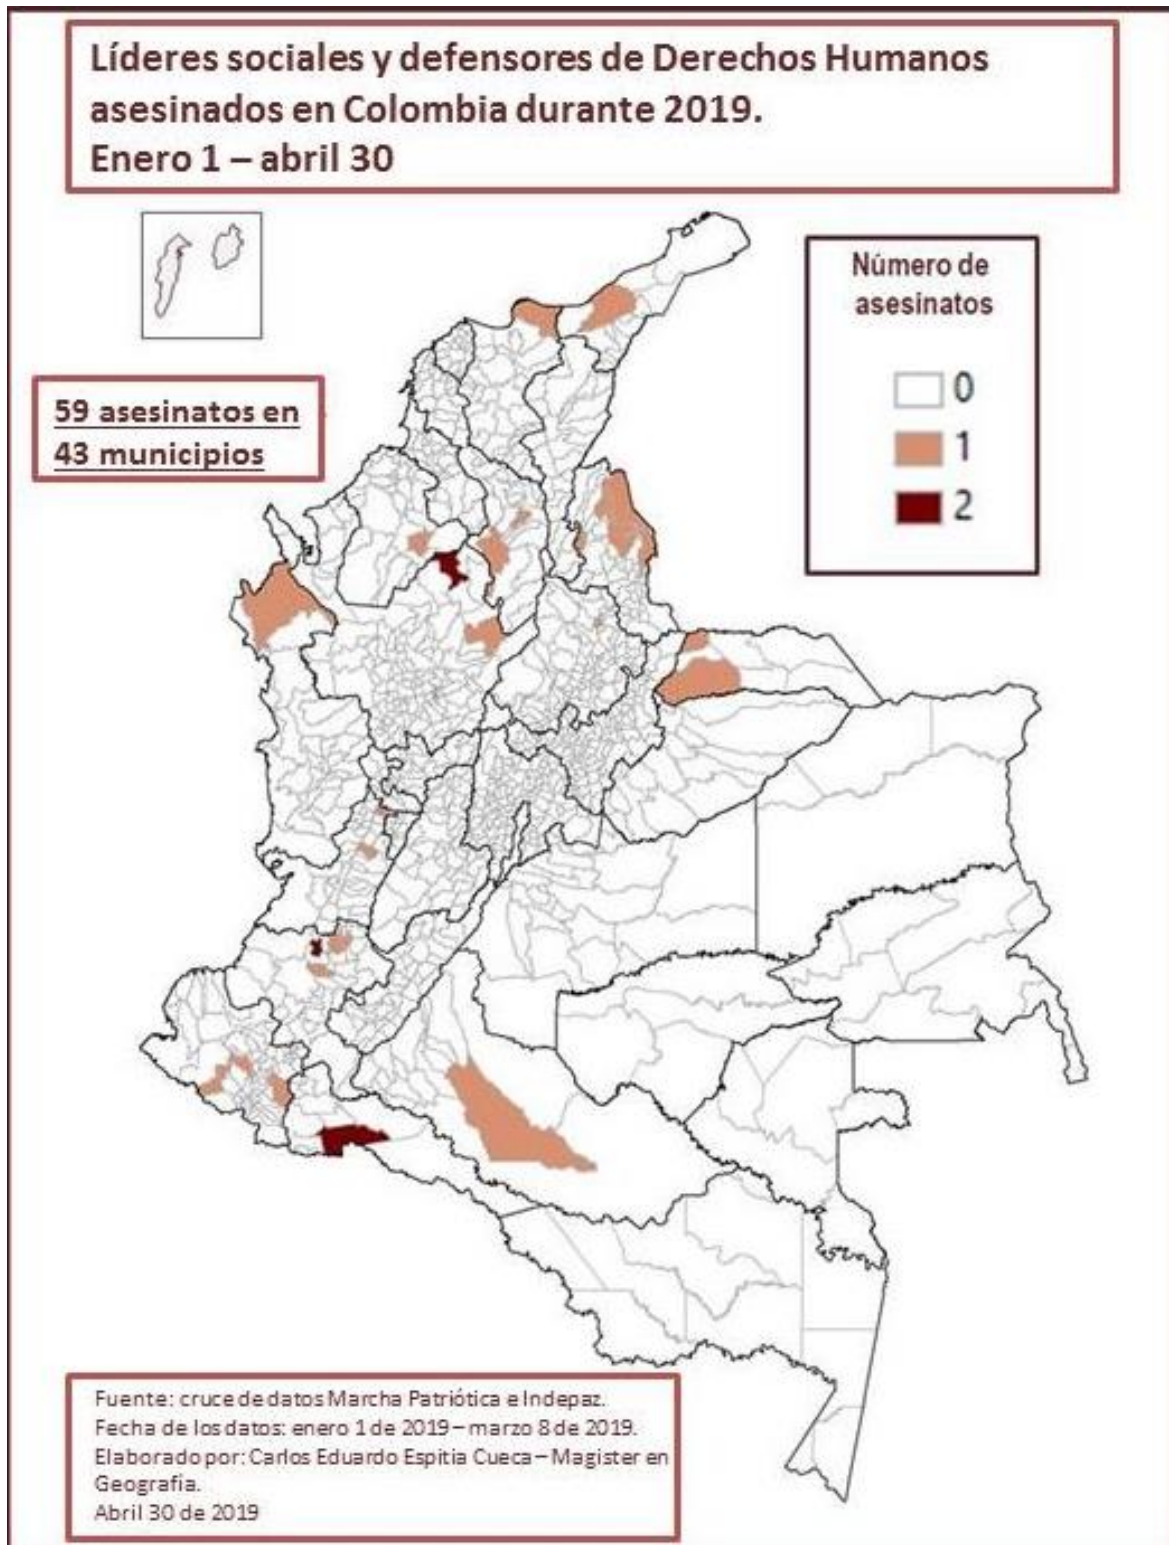 Líderes sociales y defensores de Derechos Humanos
asesinados en Colombia durante 2019.
Enero 1 – abril 30
Número de
asesinatos
0
1
2
59 asesinatos en
43 municipios
Fuente: cruce de datos Marcha Patriótica e Indepaz.
Fecha de los datos: enero 1 de 2019 – marzo 8 de 2019.
Elaborado por: Carlos Eduardo Espitia Cueca – Magister en
Geografía.
Abril 30 de 2019